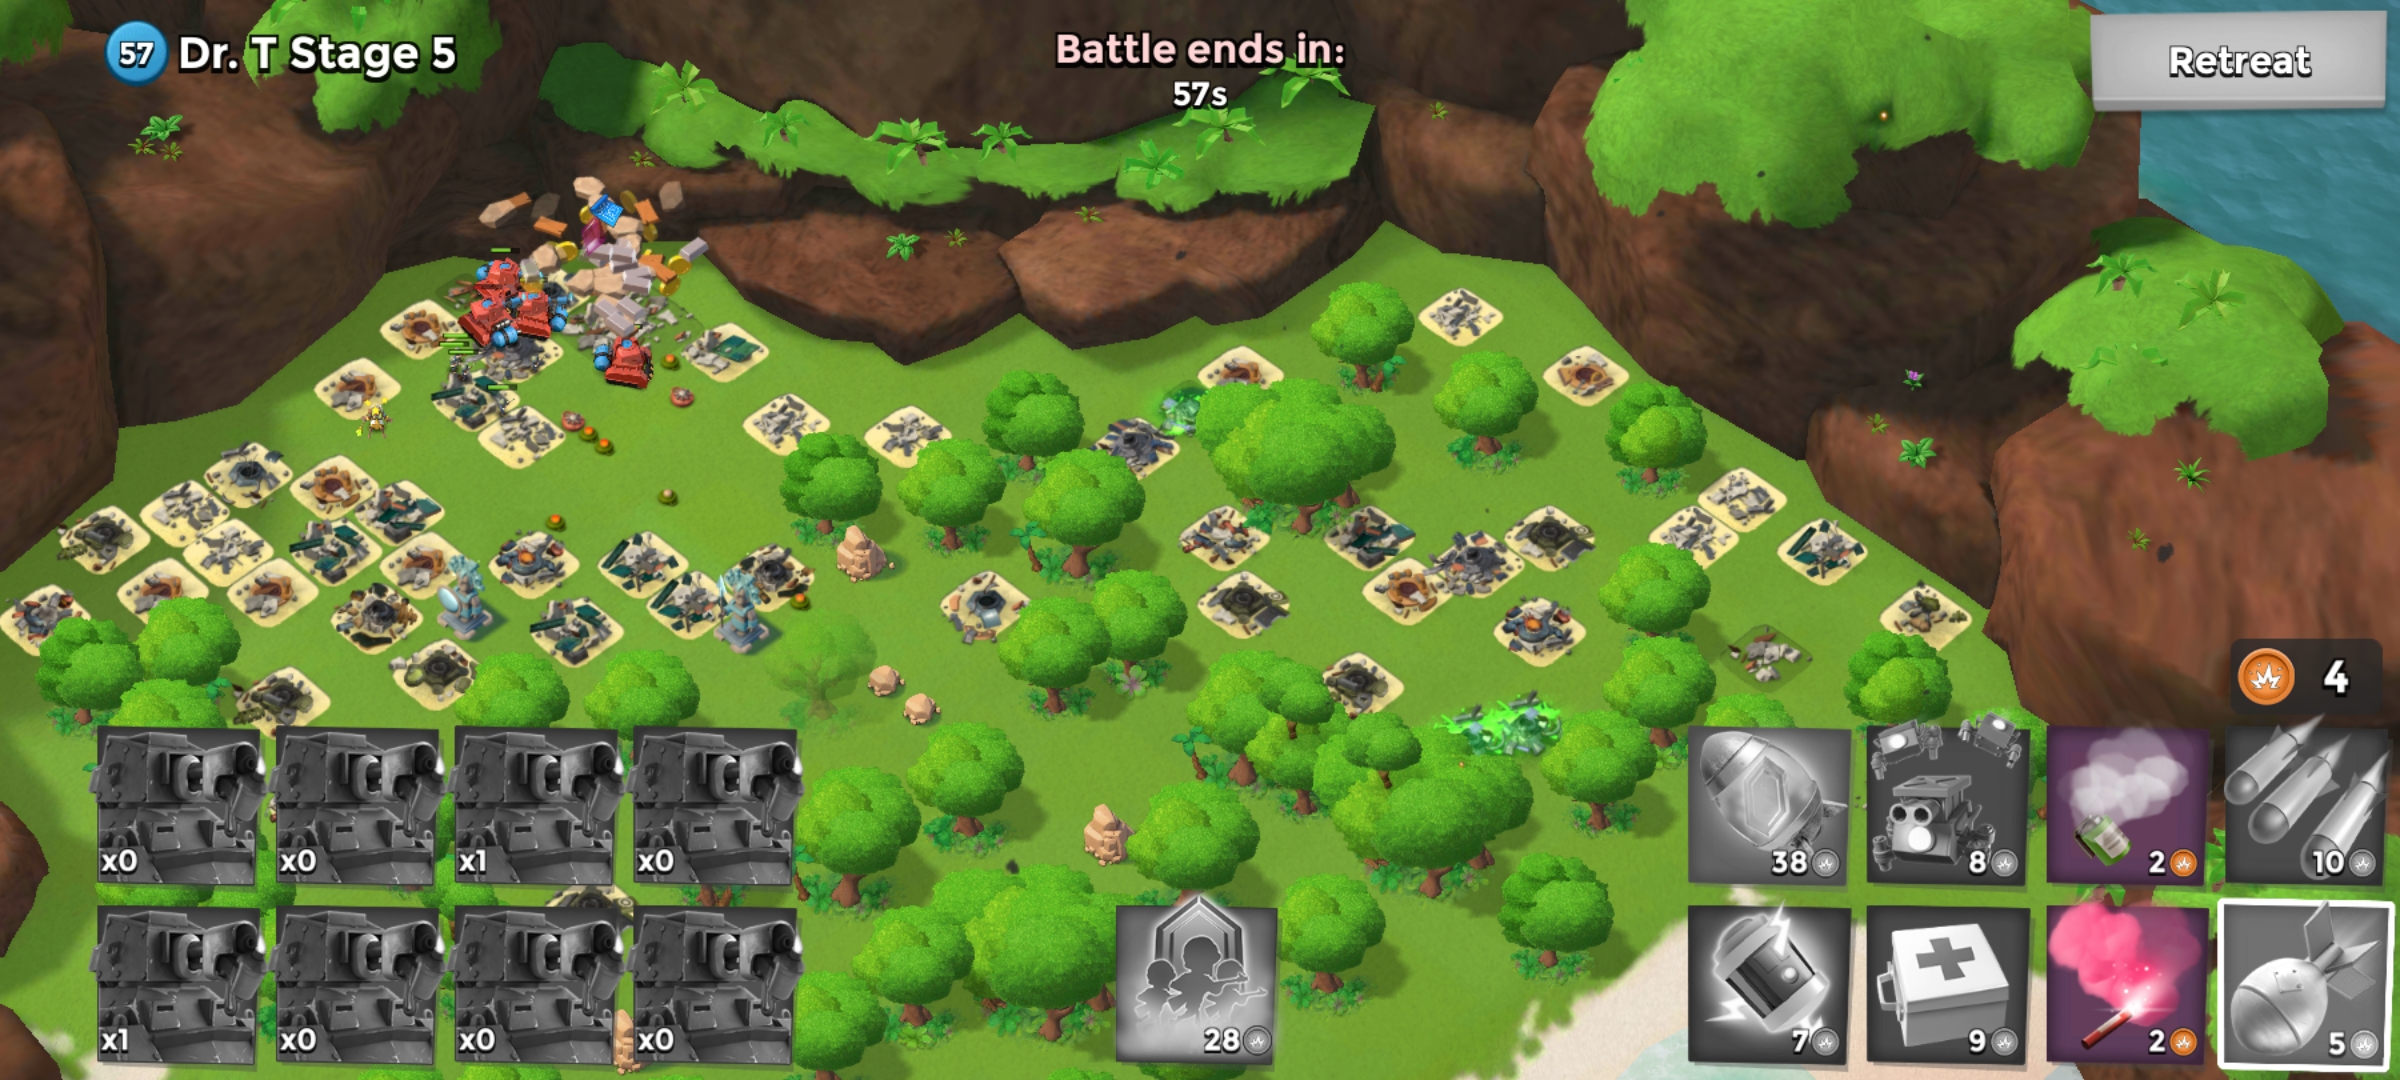 57 Dr. T Stage 5
Battle ends in:
57s
Retreat
4
x0 x0 x1 x0
38 8 2 10
x1 x0 x0 x0
28
7 9 2 5